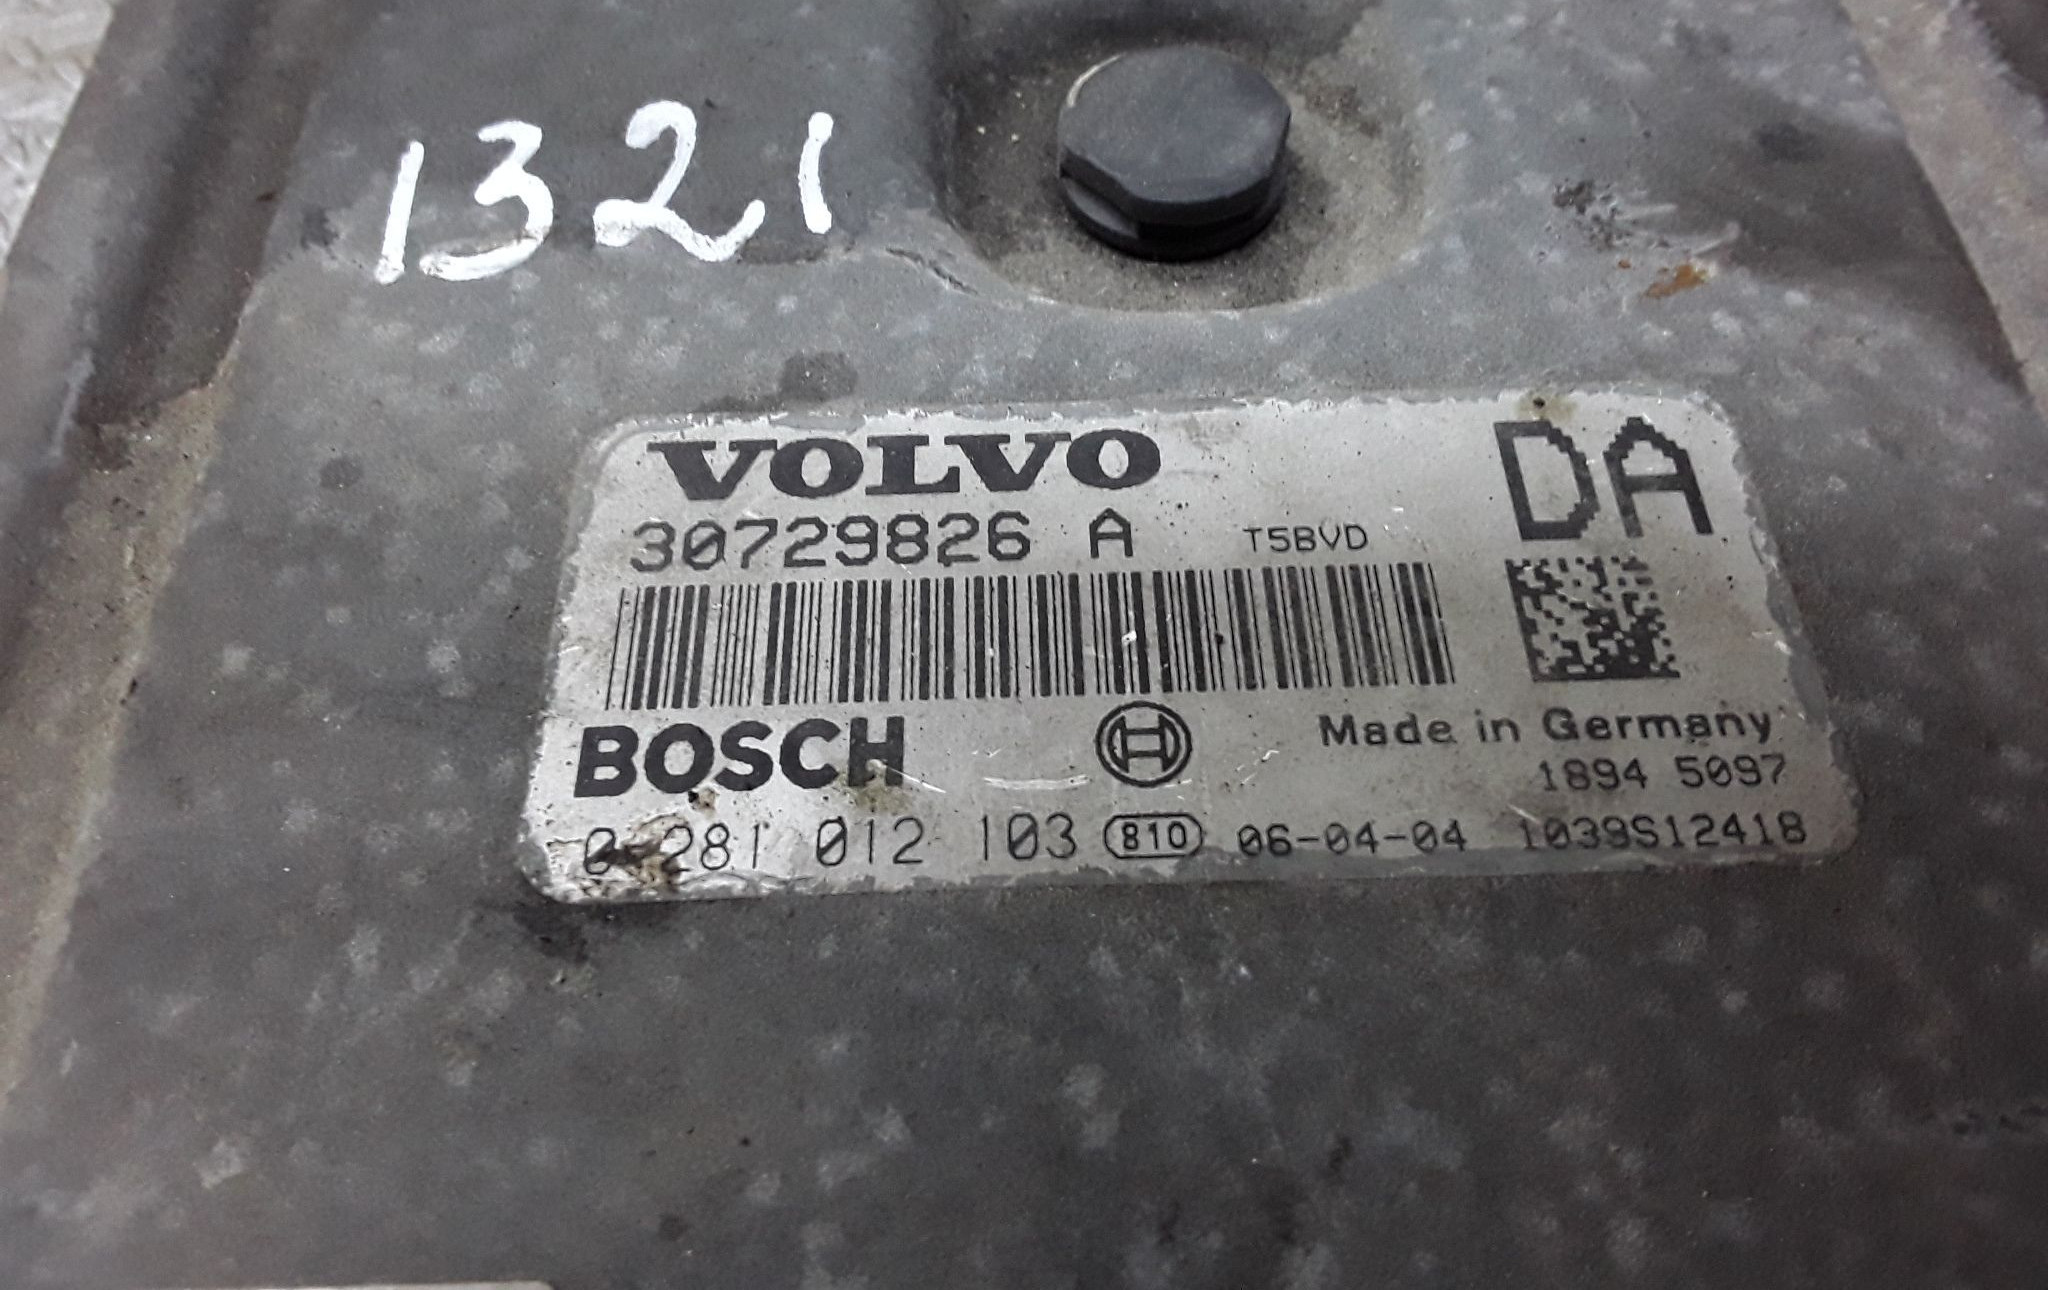 1321
VOLVO
DA
30729826 A T5BVD
BOSCH
Made in Germany
1894 5097
0 281 012 103 810 06-04-04 1039S12418